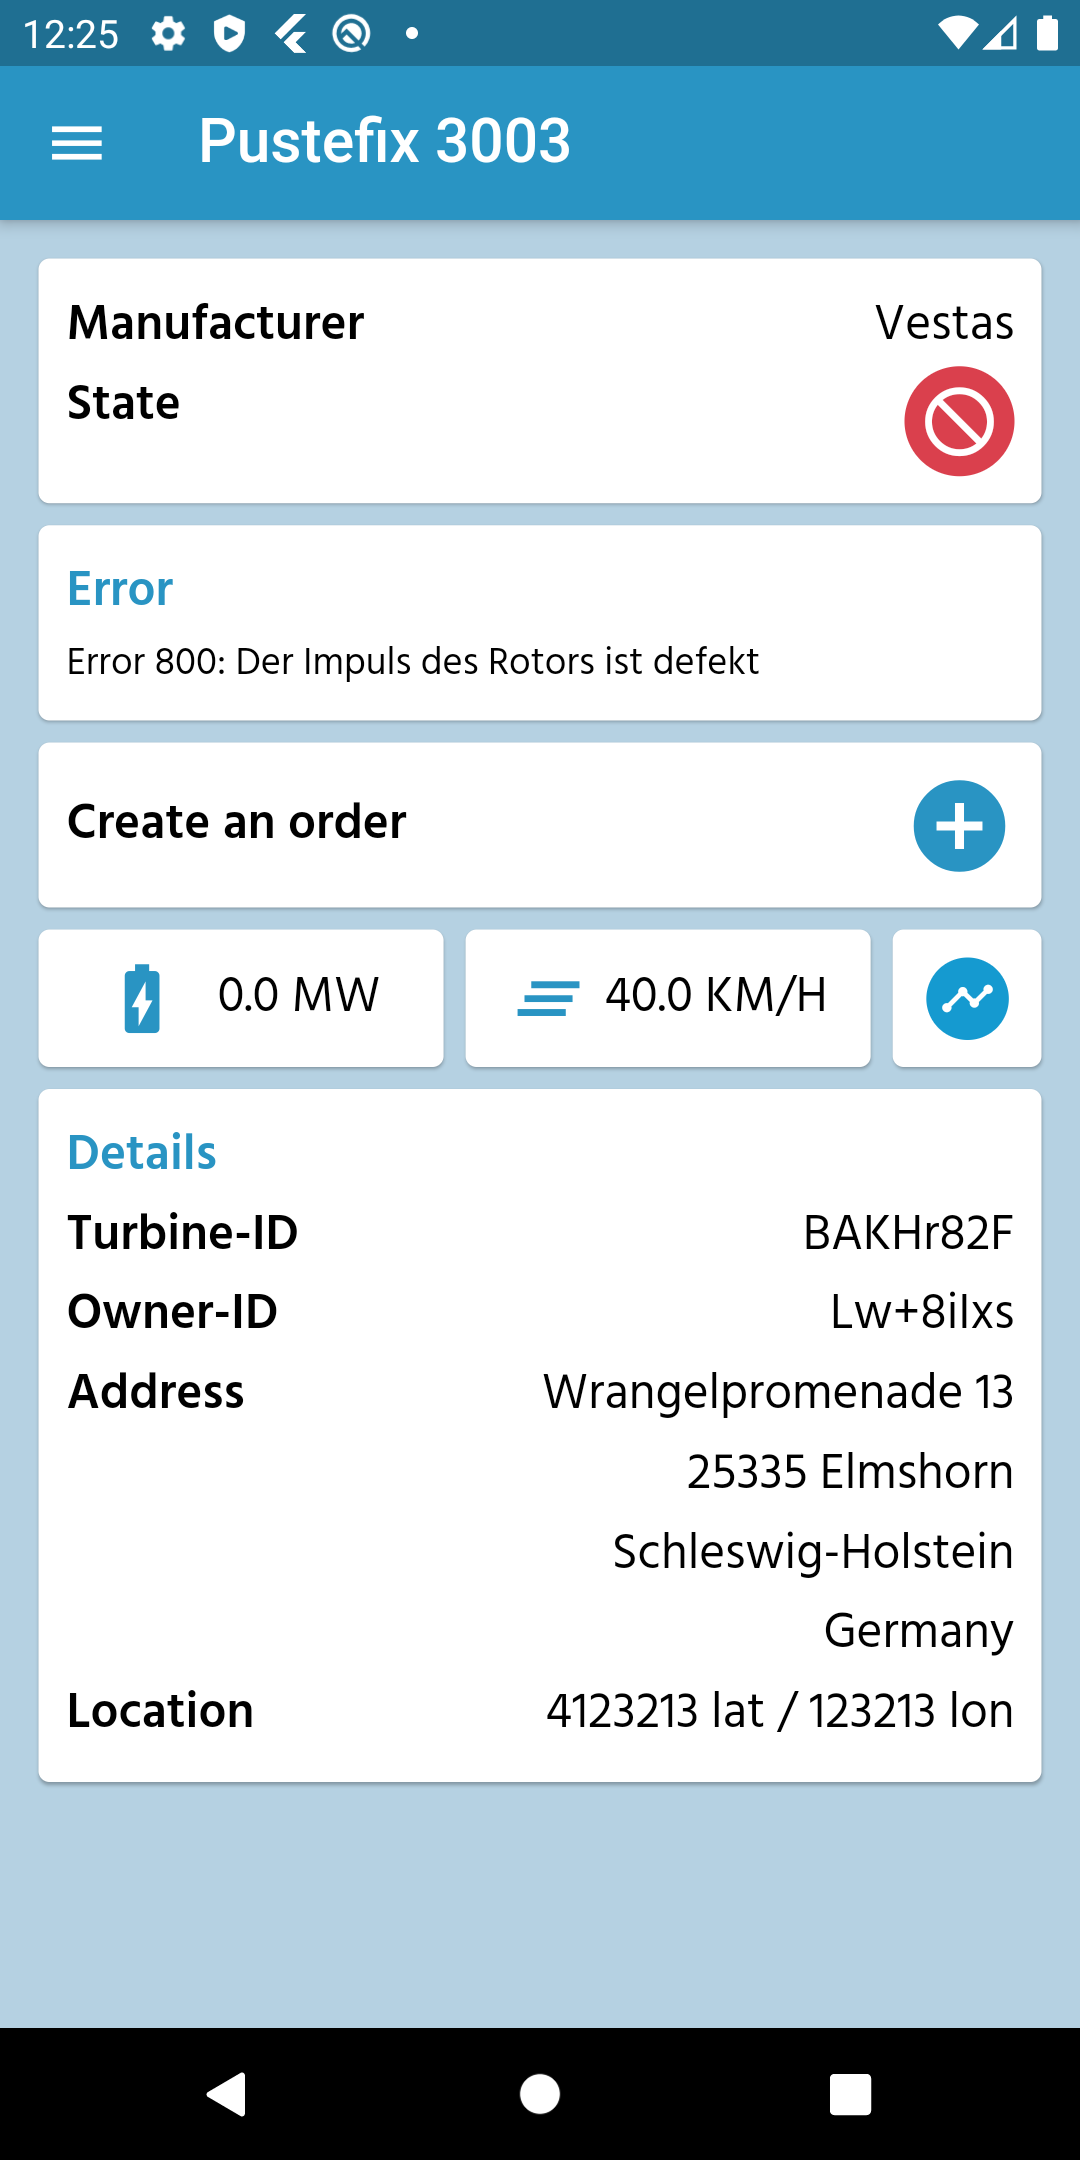 12:25
Pustefix 3003
Manufacturer Vestas
State
Error
Error 800: Der Impuls des Rotors ist defekt
Create an order
0.0 MW 40.0 KM/H
Details
Turbine-ID BAKHr82F
Owner-ID Lw+8iIxs
Address Wrangelpromenade 13
25335 Elmshorn
Schleswig-Holstein
Germany
Location 4123213 lat / 123213 lon